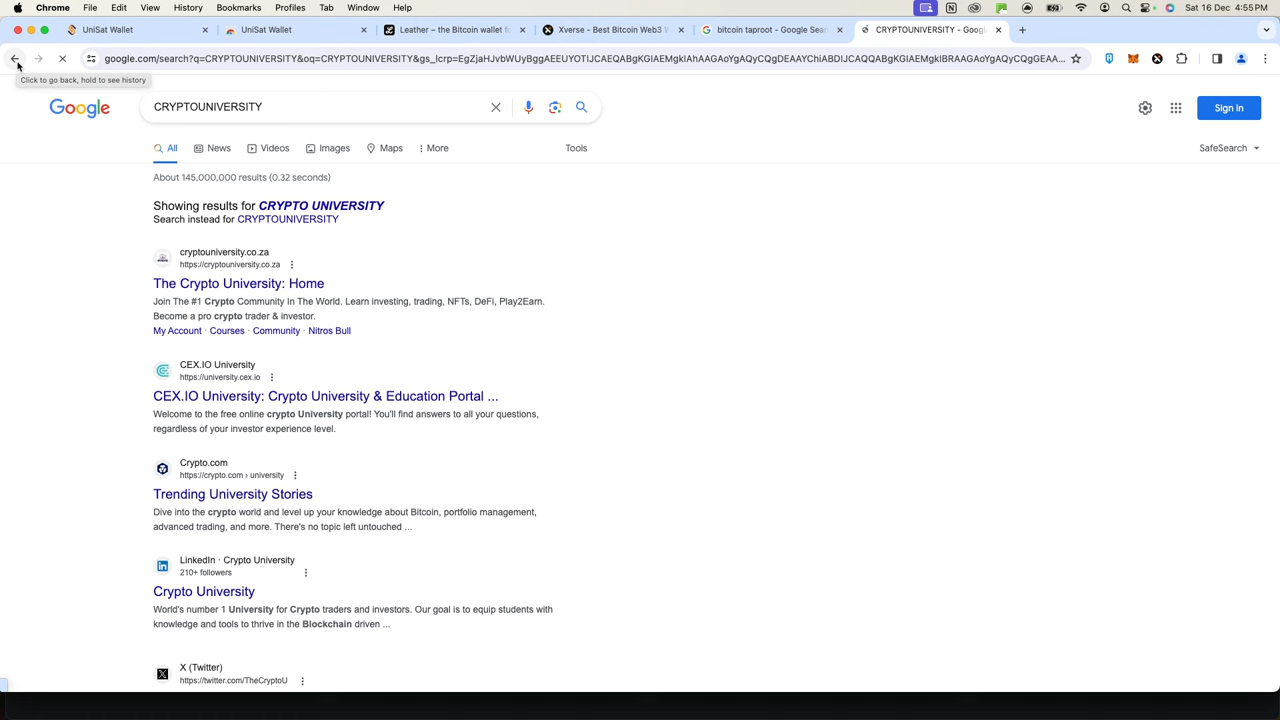 Chrome File Edit View History Bookmarks Profiles Tab Window Help Sat 16 Dec 4:55 PM
UniSat Wallet UniSat Wallet Leather – the Bitcoin wallet fo Xverse - Best Bitcoin Web3 W bitcoin taproot - Google Sea CRYPTOUNIVERSITY - Goog
google.com/search?q=CRYPTOUNIVERSITY&oq=CRYPTOUNIVERSITY&gs_lcrp=
Click to go back, hold to see history
Google CRYPTOUNIVERSITY Sign in
All News Videos Images Maps More Tools SafeSearch
About 145,000,000 results (0.32 seconds)
Showing results for CRYPTO UNIVERSITY
Search instead for CRYPTOUNIVERSITY
cryptouniversity.co.za
https://cryptouniversity.co.za
The Crypto University: Home
Join The #1 Crypto Community In The World. Learn investing, trading, NFTs, DeFi, Play2Earn.
Become a pro crypto trader & investor.
My Account · Courses · Community · Nitros Bull
CEX.IO University
https://university.cex.io
CEX.IO University: Crypto University & Education Portal ...
Welcome to the free online crypto University portal! You'll find answers to all your questions,
regardless of your investor experience level.
Crypto.com
https://crypto.com › university
Trending University Stories
Dive into the crypto world and level up your knowledge about Bitcoin, portfolio management,
advanced trading, and more. There's no topic left untouched ...
LinkedIn · Crypto University
210+ followers
Crypto University
World's number 1 University for Crypto traders and investors. Our goal is to equip students with
knowledge and tools to thrive in the Blockchain driven ...
X (Twitter)
https://twitter.com/TheCryptoU